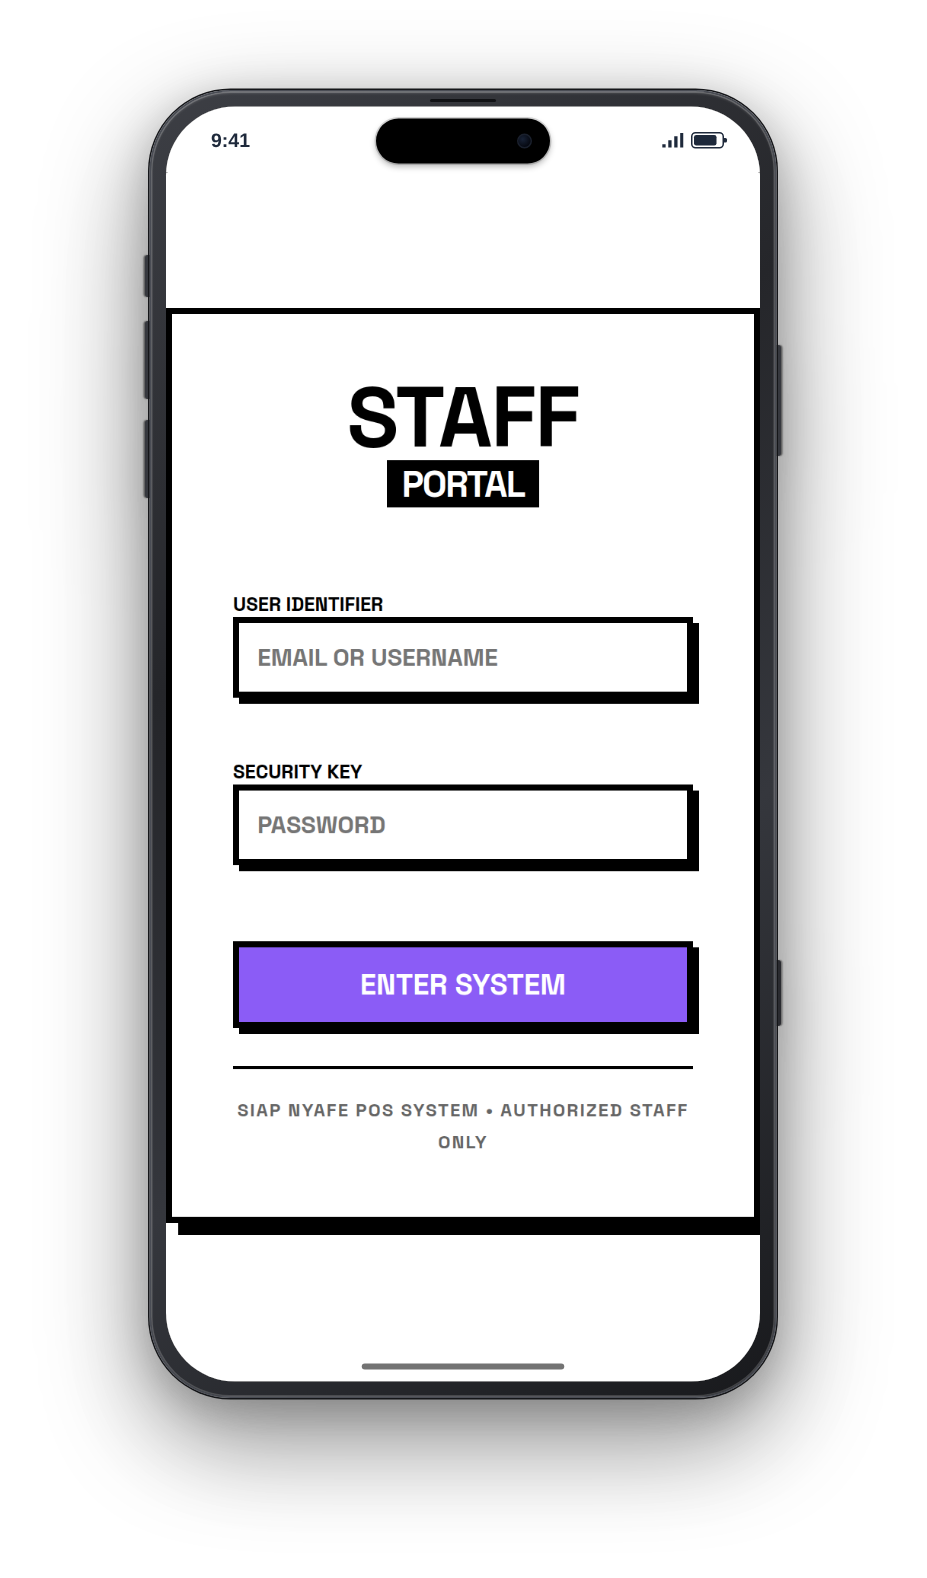 9:41
STAFF
PORTAL
USER IDENTIFIER
EMAIL OR USERNAME
SECURITY KEY
PASSWORD
ENTER SYSTEM
SIAP NYAFE POS SYSTEM • AUTHORIZED STAFF
ONLY